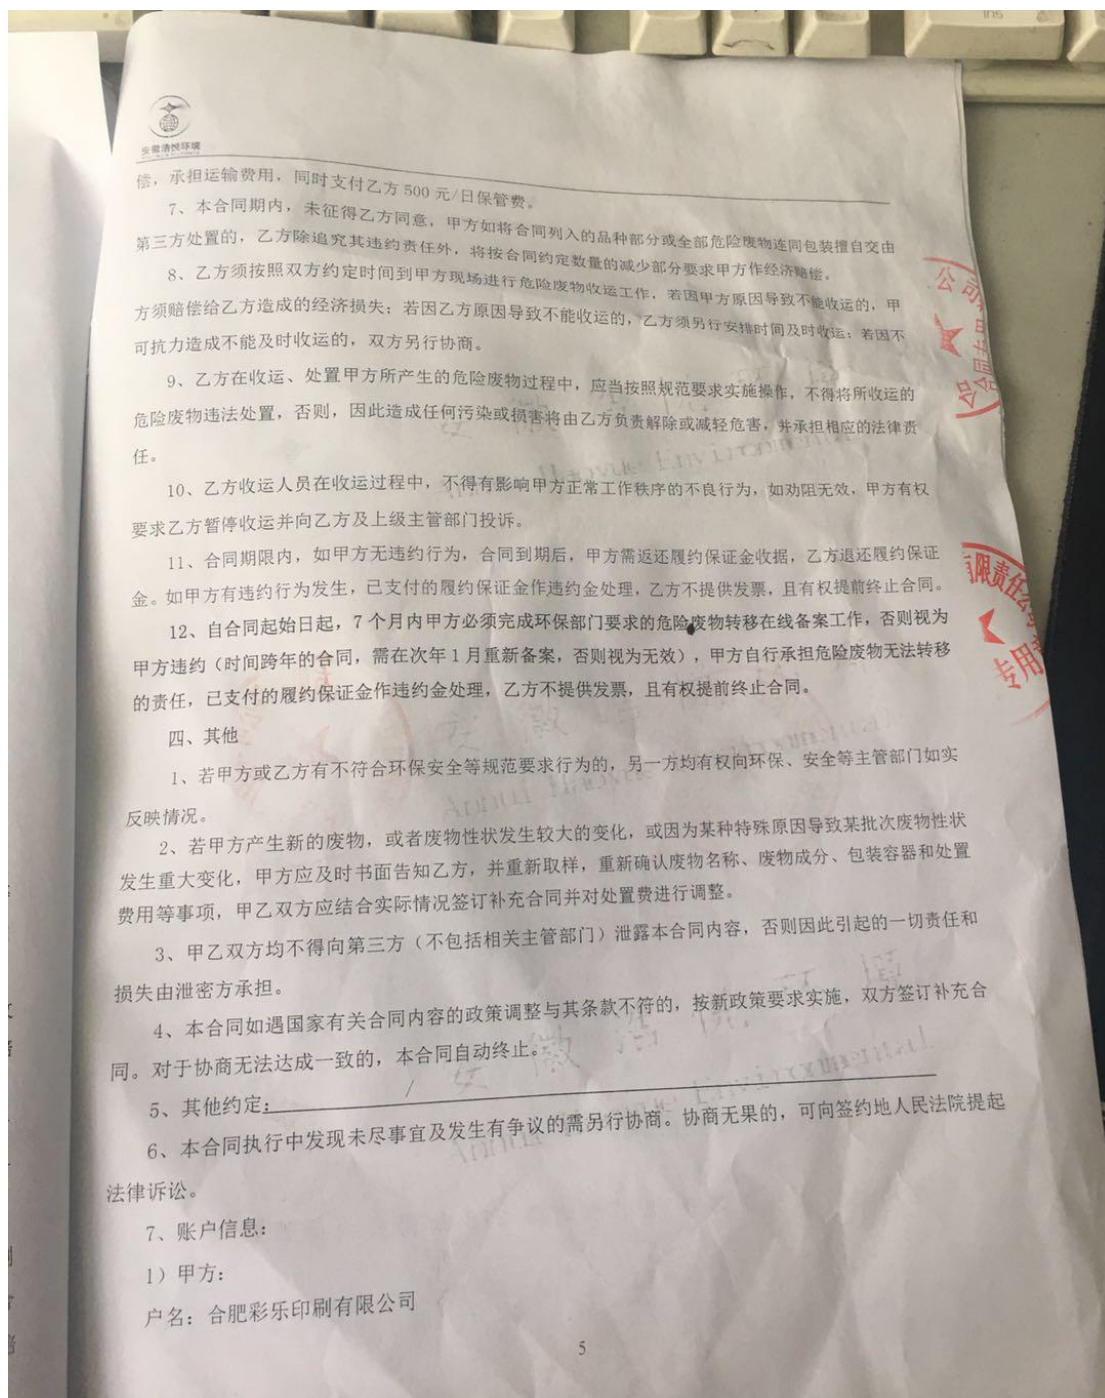 Ins
安徽清悦环境
偿，承担运输费用，同时支付乙方 500 元/日保管费。
7、本合同期内，未征得乙方同意，甲方如将合同列入的品种部分或全部危险废物连同包装擅自交由
第三方处置的，乙方除追究其违约责任外，将按合同约定数量的减少部分要求甲方作经济赔偿。
8、乙方须按照双方约定时间到甲方现场进行危险废物收运工作，若因甲方原因导致不能收运的，甲
方须赔偿给乙方造成的经济损失；若因乙方原因导致不能收运的，乙方须另行安排时间及时收运；若因不
可抗力造成不能及时收运的，双方另行协商。
9、乙方在收运、处置甲方所产生的危险废物过程中，应当按照规范要求实施操作，不得将所收运的
危险废物违法处置，否则，因此造成任何污染或损害将由乙方负责解除或减轻危害，并承担相应的法律责
任。
10、乙方收运人员在收运过程中，不得有影响甲方正常工作秩序的不良行为，如劝阻无效，甲方有权
要求乙方暂停收运并向乙方及上级主管部门投诉。
11、合同期限内，如甲方无违约行为，合同到期后，甲方需返还履约保证金收据，乙方退还履约保证
金。如甲方有违约行为发生，已支付的履约保证金作违约金处理，乙方不提供发票，且有权提前终止合同。
12、自合同起始日起，7 个月内甲方必须完成环保部门要求的危险废物转移在线备案工作，否则视为
甲方违约（时间跨年的合同，需在次年 1 月重新备案，否则视为无效），甲方自行承担危险废物无法转移
的责任，已支付的履约保证金作违约金处理，乙方不提供发票，且有权提前终止合同。
四、其他
1、若甲方或乙方有不符合环保安全等规范要求行为的，另一方均有权向环保、安全等主管部门如实
反映情况。
2、若甲方产生新的废物，或者废物性状发生较大的变化，或因为某种特殊原因导致某批次废物性状
发生重大变化，甲方应及时书面告知乙方，并重新取样，重新确认废物名称、废物成分、包装容器和处置
费用等事项，甲乙双方应结合实际情况签订补充合同并对处置费进行调整。
3、甲乙双方均不得向第三方（不包括相关主管部门）泄露本合同内容，否则因此引起的一切责任和
损失由泄密方承担。
4、本合同如遇国家有关合同内容的政策调整与其条款不符的，按新政策要求实施，双方签订补充合
同。对于协商无法达成一致的，本合同自动终止。
5、其他约定： /
6、本合同执行中发现未尽事宜及发生有争议的需另行协商。协商无果的，可向签约地人民法院提起
法律诉讼。
7、账户信息：
1）甲方：
户名：合肥彩乐印刷有限公司
5
公司
合同
有限责任公
专用